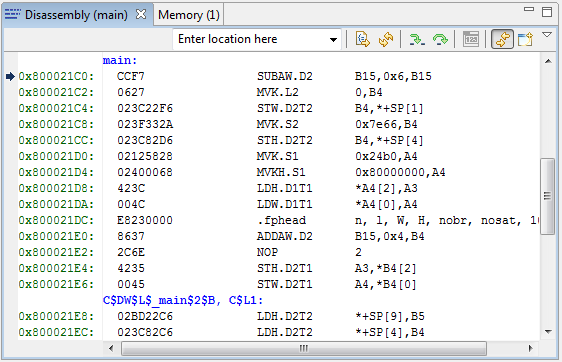 Disassembly (main) Memory (1)
Enter location here
main:
0x800021C0: CCF7 SUBAW.D2 B15,0x6,B15
0x800021C2: 0627 MVK.L2 0,B4
0x800021C4: 023C22F6 STW.D2T2 B4,*+SP[1]
0x800021C8: 023F332A MVK.S2 0x7e66,B4
0x800021CC: 023C82D6 STH.D2T2 B4,*+SP[4]
0x800021D0: 02125828 MVK.S1 0x24b0,A4
0x800021D4: 02400068 MVKH.S1 0x80000000,A4
0x800021D8: 423C LDH.D1T1 *A4[2],A3
0x800021DA: 004C LDW.D1T1 *A4[0],A4
0x800021DC: E8230000 .fphead n, l, W, H, nobr, nosat,
0x800021E0: 8637 ADDAW.D2 B15,0x4,B4
0x800021E2: 2C6E NOP 2
0x800021E4: 4235 STH.D2T1 A3,*B4[2]
0x800021E6: 0045 STW.D2T1 A4,*B4[0]
C$DW$L$_main$2$B, C$L1:
0x800021E8: 02BD22C6 LDH.D2T2 *+SP[9],B5
0x800021EC: 023C82C6 LDH.D2T2 *+SP[4],B4